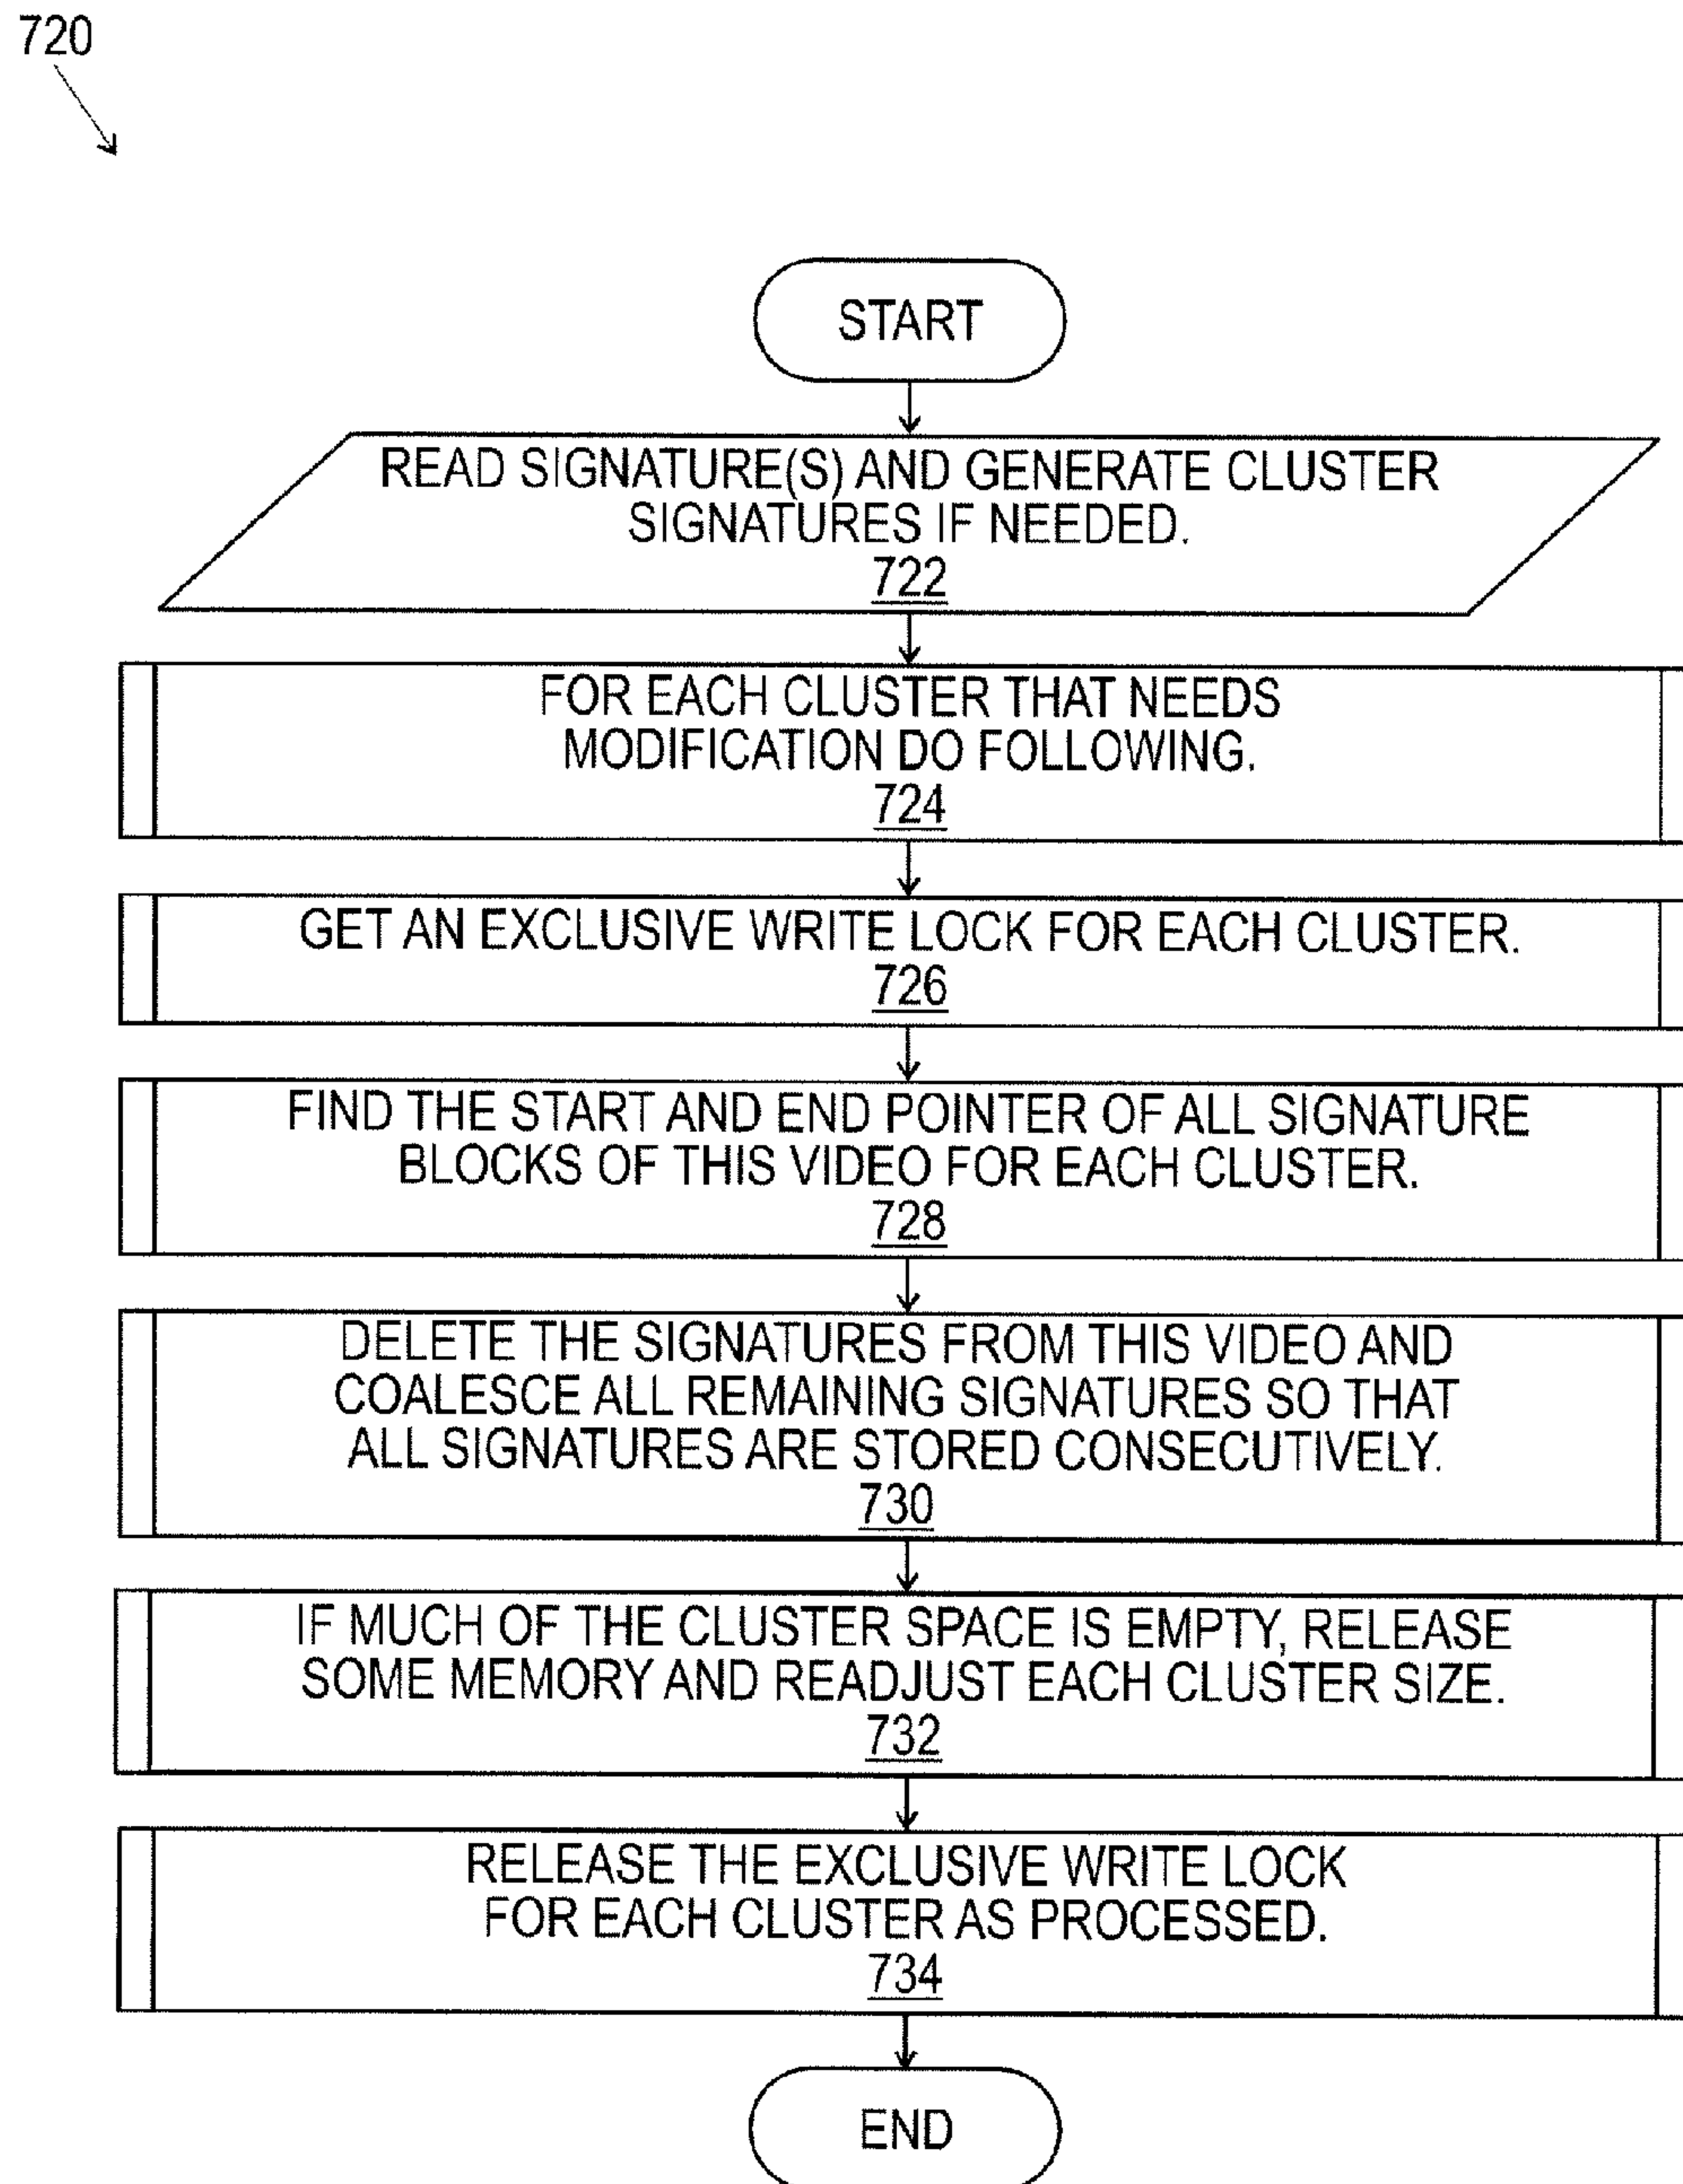 720
START
READ SIGNATURE(S) AND GENERATE CLUSTER
SIGNATURES IF NEEDED.
722
FOR EACH CLUSTER THAT NEEDS
MODIFICATION DO FOLLOWING.
724
GET AN EXCLUSIVE WRITE LOCK FOR EACH CLUSTER.
726
FIND THE START AND END POINTER OF ALL SIGNATURE
BLOCKS OF THIS VIDEO FOR EACH CLUSTER.
728
DELETE THE SIGNATURES FROM THIS VIDEO AND
COALESCE ALL REMAINING SIGNATURES SO THAT
ALL SIGNATURES ARE STORED CONSECUTIVELY.
730
IF MUCH OF THE CLUSTER SPACE IS EMPTY, RELEASE
SOME MEMORY AND READJUST EACH CLUSTER SIZE.
732
RELEASE THE EXCLUSIVE WRITE LOCK
FOR EACH CLUSTER AS PROCESSED.
734
END